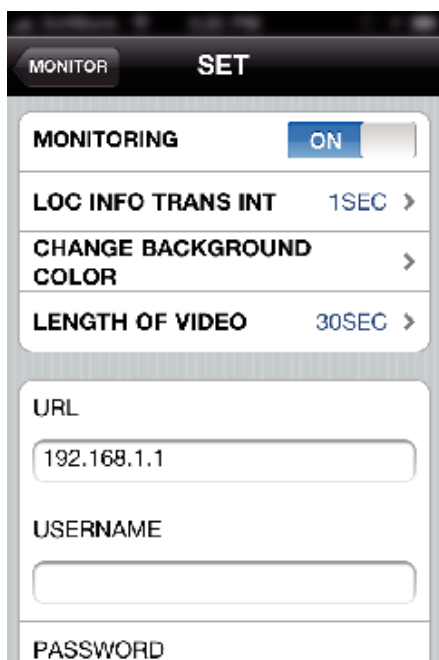 MONITOR
SET
MONITORING ON
LOC INFO TRANS INT 1SEC >
CHANGE BACKGROUND
COLOR >
LENGTH OF VIDEO 30SEC >
URL
192.168.1.1
USERNAME
PASSWORD